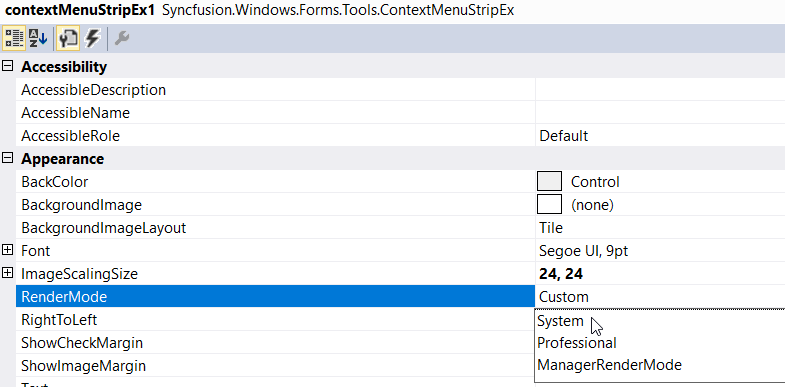 contextMenuStripEx1 Syncfusion.Windows.Forms.Tools.ContextMenuStripEx
Accessibility
AccessibleDescription
AccessibleName
AccessibleRole Default
Appearance
BackColor Control
BackgroundImage (none)
BackgroundImageLayout Tile
Font Segoe UI, 9pt
ImageScalingSize 24, 24
RenderMode Custom
RightToLeft System
ShowCheckMargin Professional
ShowImageMargin ManagerRenderMode